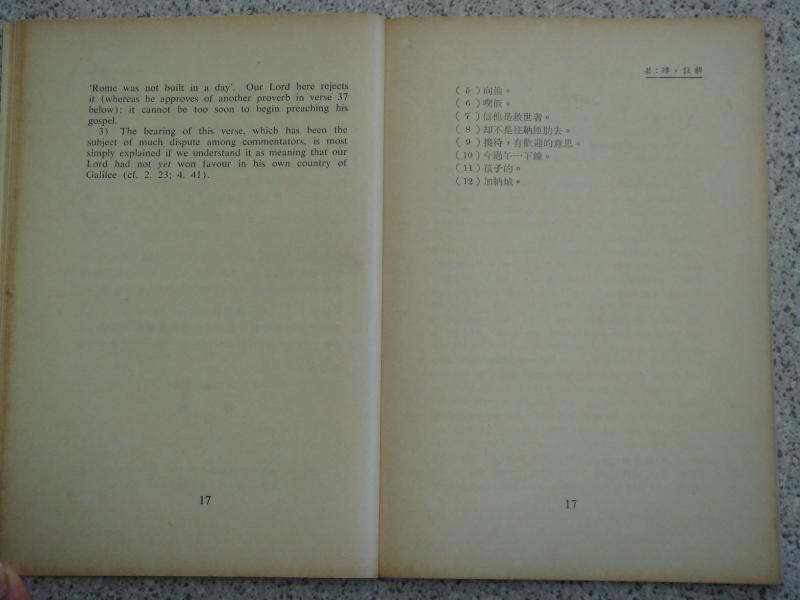 'Rome was not built in a day'. Our Lord here rejects
it (whereas he approves of another proverb in verse 37
below); it cannot be too soon to begin preaching his
gospel.
3) The bearing of this verse, which has been the
subject of much dispute among commentators, is most
simply explained if we understand it as meaning that our
Lord had not yet won favour in his own country of
Galilee (cf. 2. 23; 4. 41).
17
註解
(5)向他。
(6)喫飯。
(7)信他是救世者。
(8)却不是往納匝肋去。
(9)接待,有歡迎的意思。
(10)今過午一下鐘。
(11)孩子的。
(12)加納城。
17